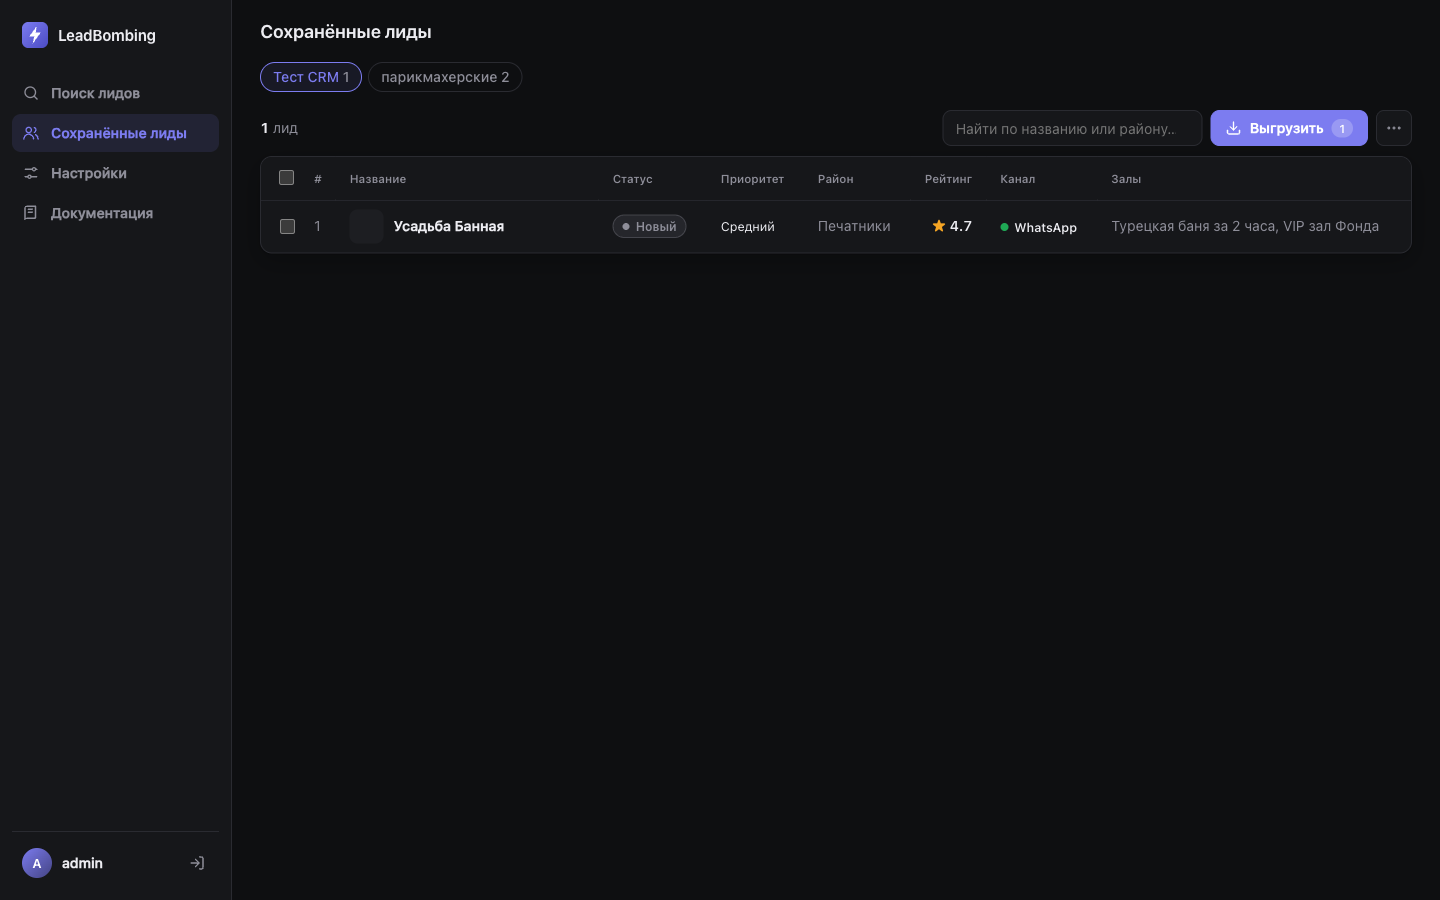 LeadBombing
Поиск лидов
Сохранённые лиды
Настройки
Документация
A admin
Сохранённые лиды
Тест CRM 1 парикмахерские 2
1 лид Найти по названию или району.. Выгрузить 1
# Название Статус Приоритет Район Рейтинг Канал Залы
1 Усадьба Банная Новый Средний Печатники 4.7 WhatsApp Турецкая баня за 2 часа, VIP зал Фонда